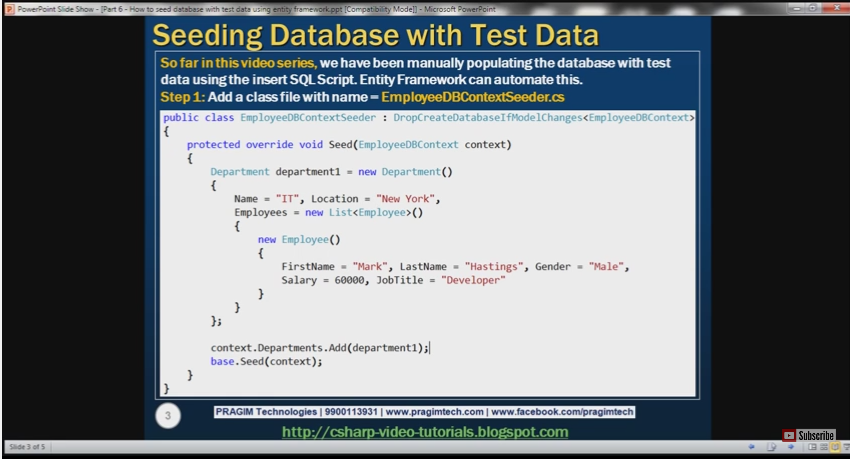 PowerPoint Slide Show - [Part 6 - How to seed database with test data using entity framework.ppt [Compatibility Mode]] - Microsoft PowerPoint
Seeding Database with Test Data
So far in this video series, we have been manually populating the database with test
data using the insert SQL Script. Entity Framework can automate this.
Step 1: Add a class file with name = EmployeeDBContextSeeder.cs
public class EmployeeDBContextSeeder : DropCreateDatabaseIfModelChanges<EmployeeDBContext>
{
protected override void Seed(EmployeeDBContext context)
{
Department department1 = new Department()
{
Name = "IT", Location = "New York",
Employees = new List<Employee>()
{
new Employee()
{
FirstName = "Mark", LastName = "Hastings", Gender = "Male",
Salary = 60000, JobTitle = "Developer"
}
}
};
context.Departments.Add(department1);
base.Seed(context);
}
}
3
PRAGIM Technologies | 9900113931 | www.pragimtech.com | www.facebook.com/pragimtech
http://csharp-video-tutorials.blogspot.com
Subscribe
Slide 3 of 5